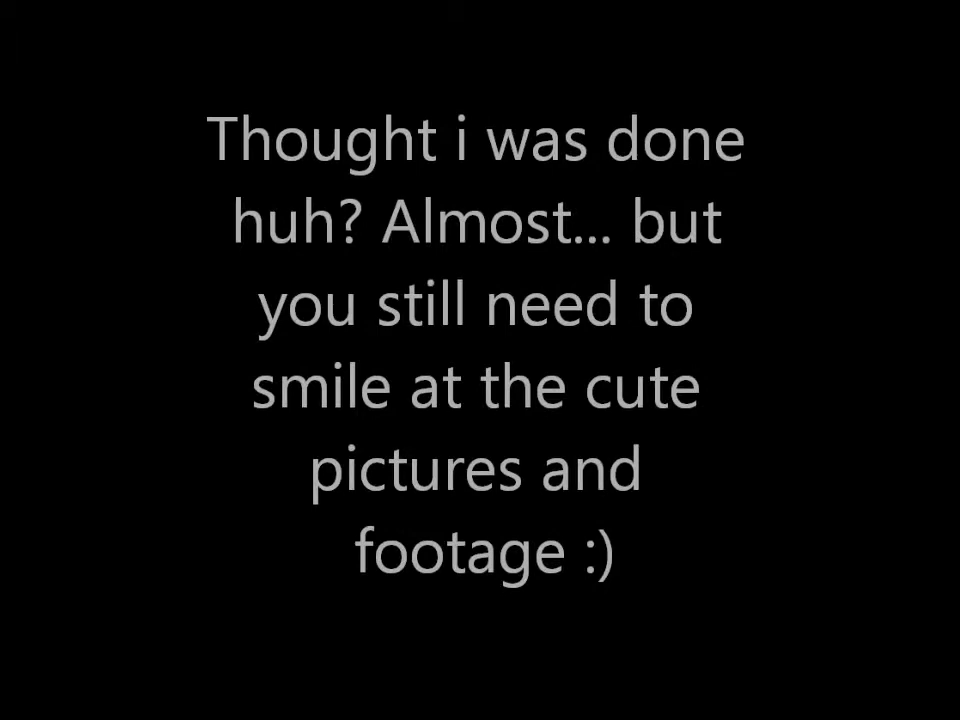 Thought i was done
huh? Almost... but
you still need to
smile at the cute
pictures and
footage :)